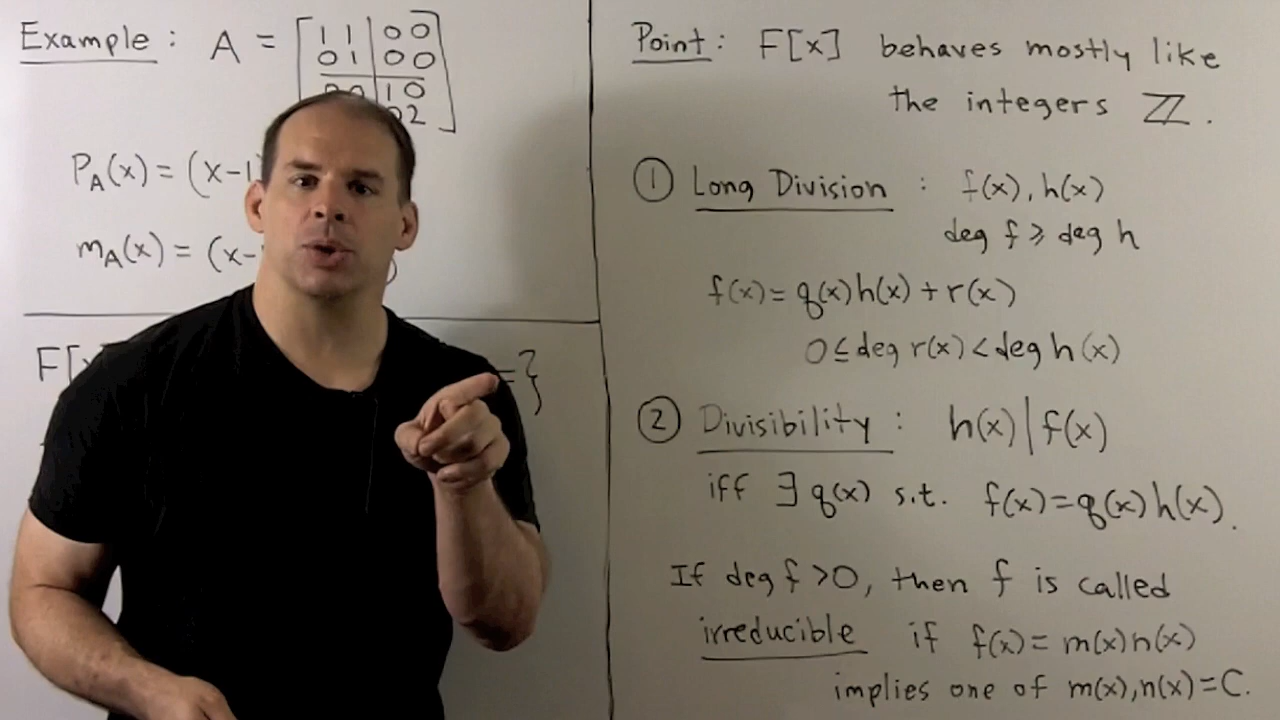 Example : A = [ 1 1 | 0 0
0 1 | 0 0
0 0 | 1 0
0 2 ]
P_A(x) = (x-1
m_A(x) = (x-
F[x = }
Point : F[x] behaves mostly like
the integers ℤ.
① Long Division : f(x), h(x)
deg f ≥ deg h
f(x) = q(x)h(x) + r(x)
0 ≤ deg r(x) < deg h(x)
② Divisibility : h(x) | f(x)
iff ∃ q(x) s.t. f(x) = q(x)h(x).
If deg f > 0, then f is called
irreducible if f(x) = m(x)n(x)
implies one of m(x), n(x) = C.